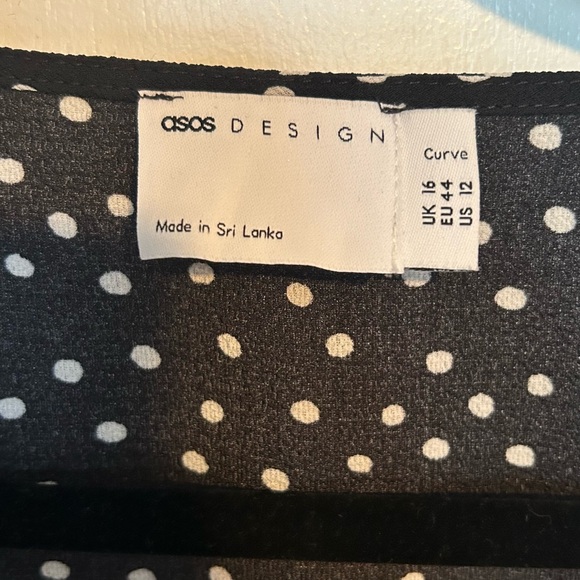 asos DESIGN
Made in Sri Lanka
Curve
UK 16
EU 44
US 12